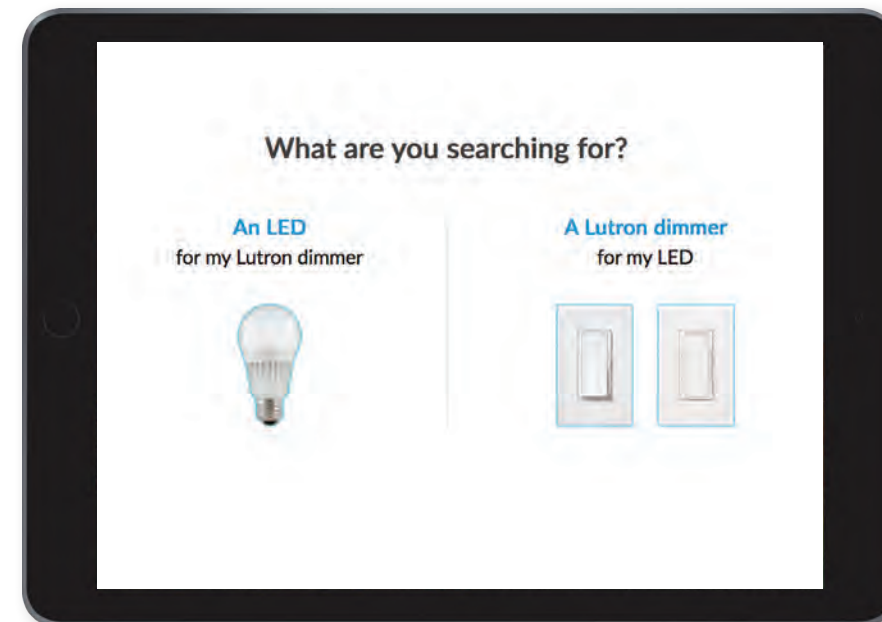 What are you searching for?
An LED
for my Lutron dimmer
A Lutron dimmer
for my LED